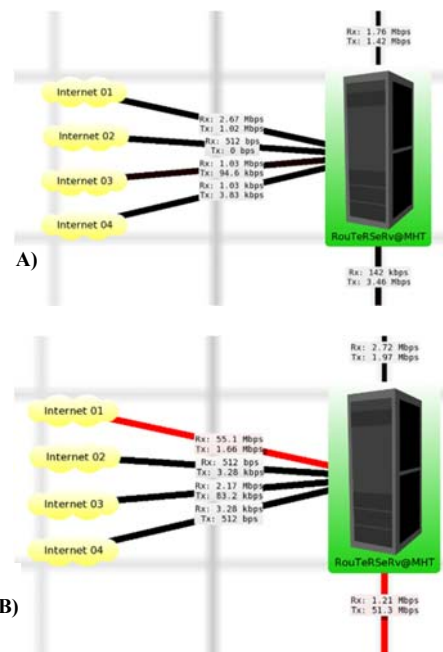 Rx: 1.76 Mbps
Tx: 1.42 Mbps
Internet 01
Internet 02
Internet 03
Internet 04
Rx: 2.67 Mbps
Tx: 1.02 Mbps
Rx: 512 bps
Tx: 0 bps
Rx: 1.03 Mbps
Tx: 94.6 kbps
Rx: 1.03 kbps
Tx: 3.83 kbps
RouTeRSeRv@MHT
A)
Rx: 142 kbps
Tx: 3.46 Mbps
Rx: 2.72 Mbps
Tx: 1.97 Mbps
Internet 01
Internet 02
Internet 03
Internet 04
Rx: 55.1 Mbps
Tx: 1.66 Mbps
Rx: 512 bps
Tx: 3.28 kbps
Rx: 2.17 Mbps
Tx: 83.2 kbps
Rx: 3.28 kbps
Tx: 512 bps
RouTeRSeRv@MHT
B)
Rx: 1.21 Mbps
Tx: 51.3 Mbps